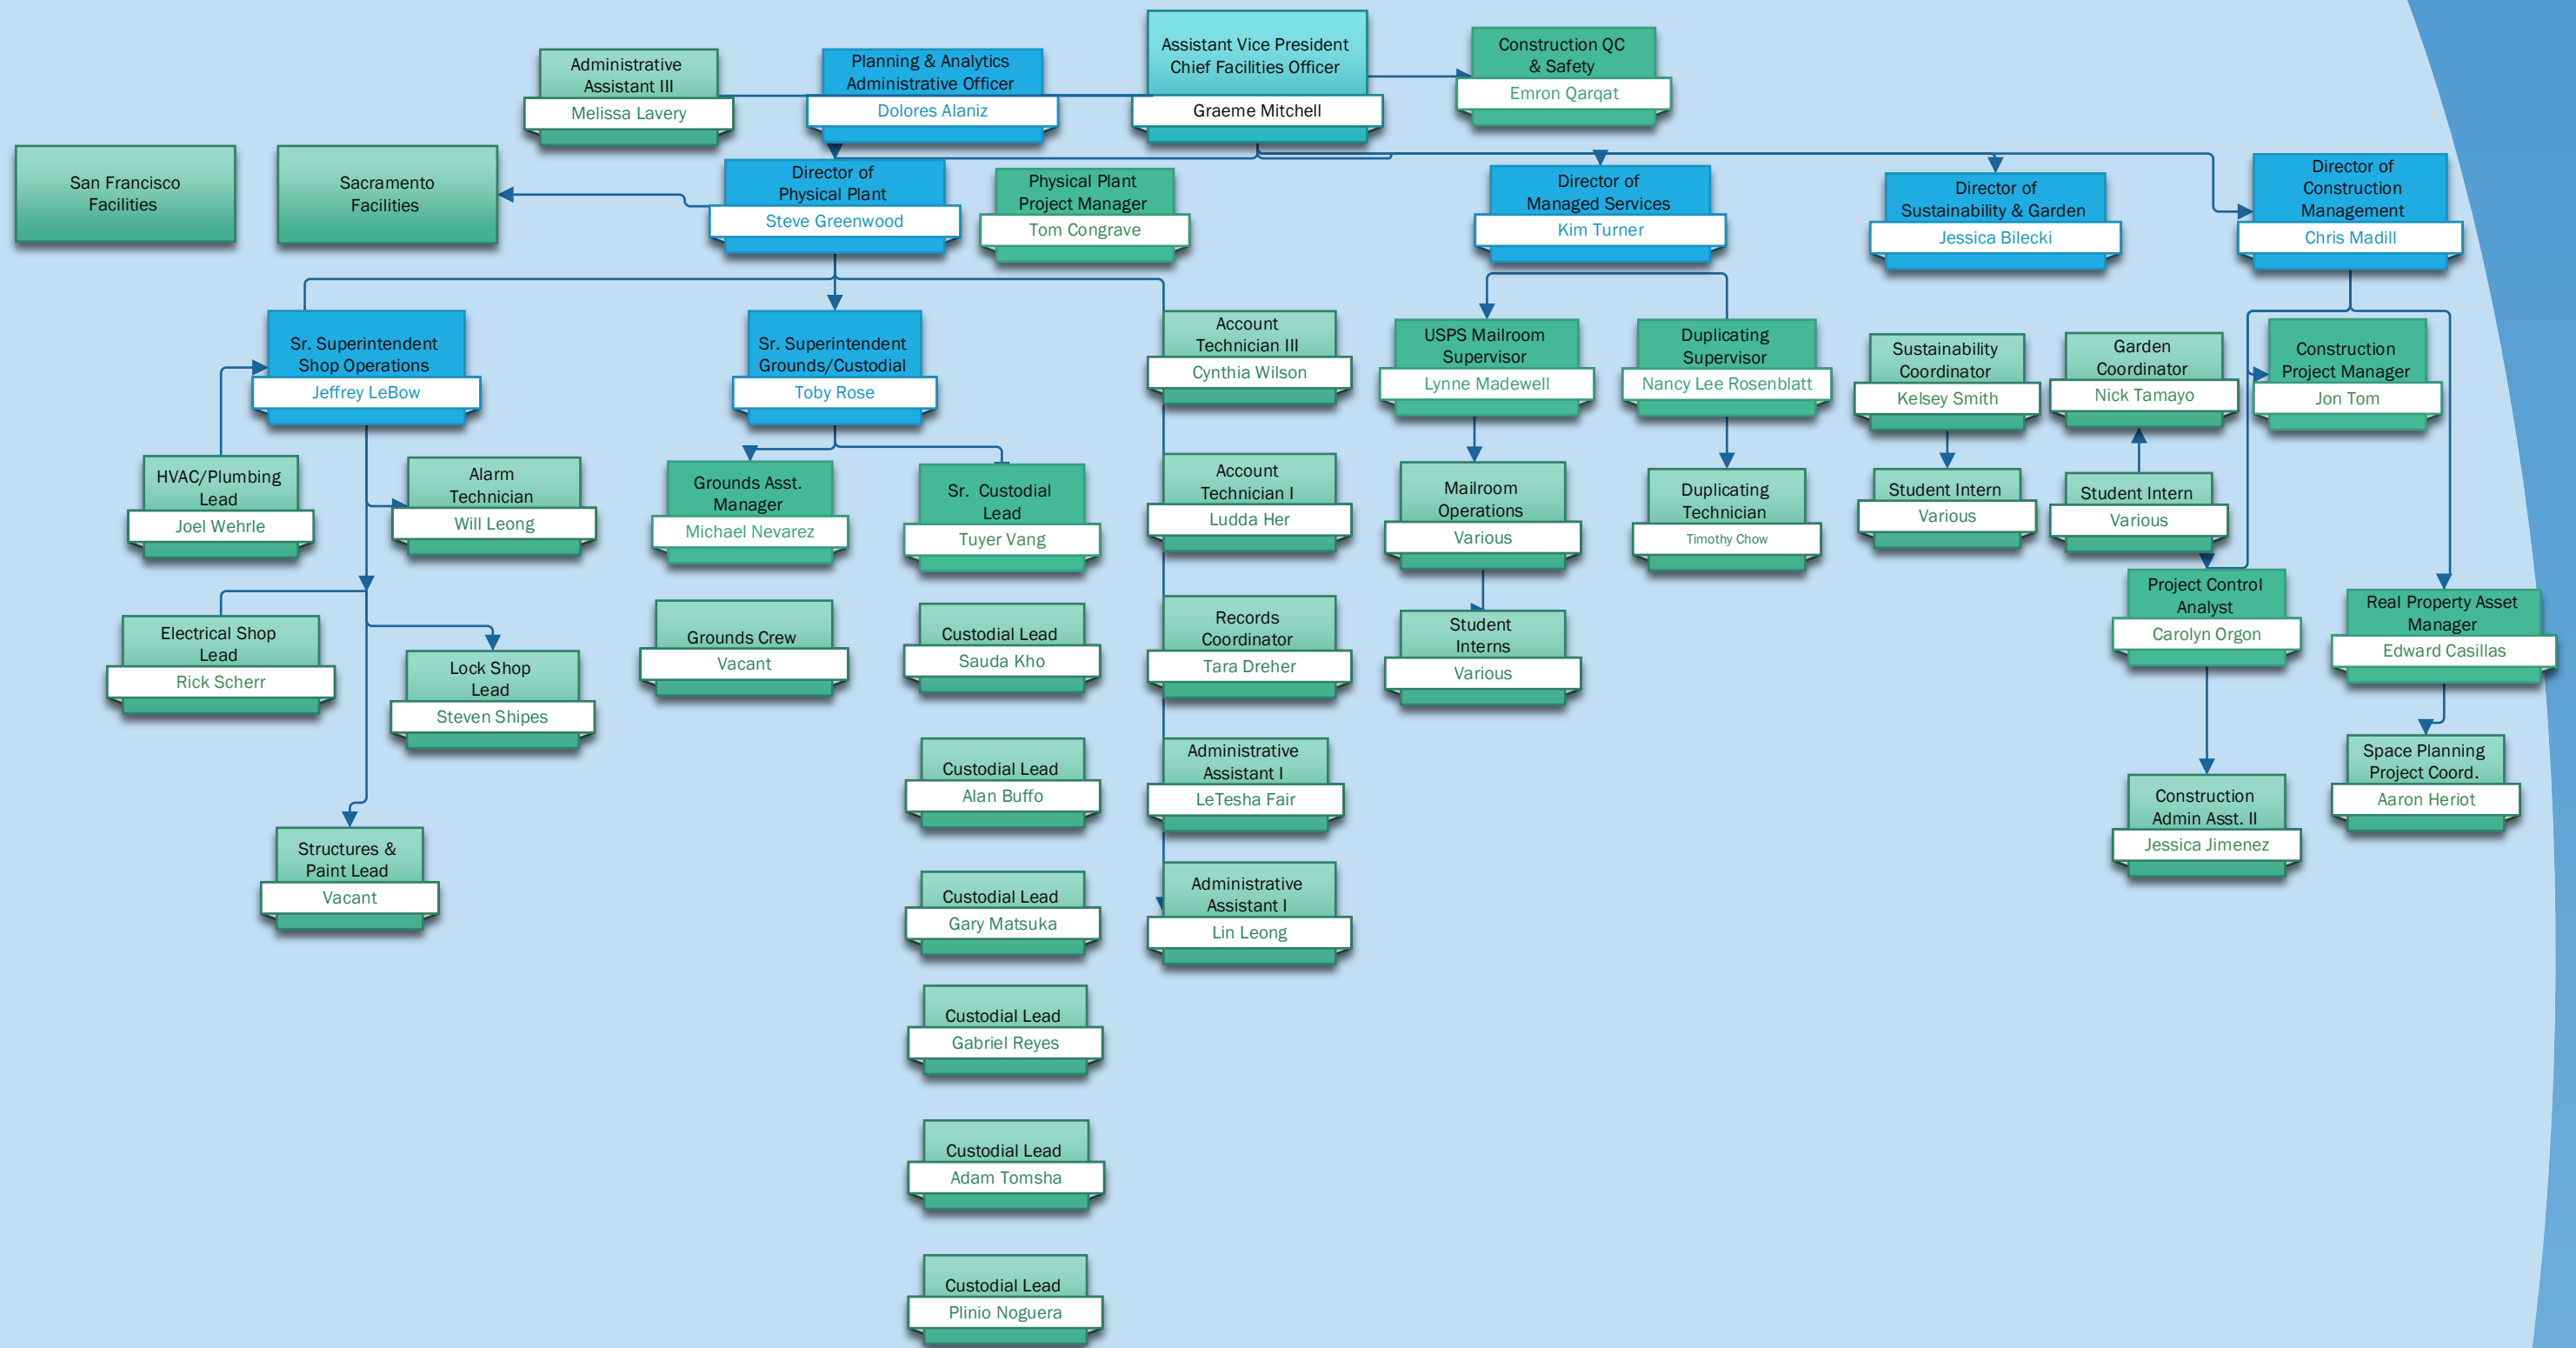 Assistant Vice President
Chief Facilities Officer
Graeme Mitchell
Administrative
Assistant III
Melissa Lavery
Planning & Analytics
Administrative Officer
Dolores Alaniz
Construction QC
& Safety
Emron Qarqat
San Francisco
Facilities
Sacramento
Facilities
Director of
Physical Plant
Steve Greenwood
Physical Plant
Project Manager
Tom Congrave
Director of
Managed Services
Kim Turner
Director of
Sustainability & Garden
Jessica Bilecki
Director of
Construction
Management
Chris Madill
Sr. Superintendent
Shop Operations
Jeffrey LeBow
Sr. Superintendent
Grounds/Custodial
Toby Rose
Account
Technician III
Cynthia Wilson
USPS Mailroom
Supervisor
Lynne Madewell
Duplicating
Supervisor
Nancy Lee Rosenblatt
Sustainability
Coordinator
Kelsey Smith
Garden
Coordinator
Nick Tamayo
Construction
Project Manager
Jon Tom
HVAC/Plumbing
Lead
Joel Wehrle
Alarm
Technician
Will Leong
Grounds Asst.
Manager
Michael Nevarez
Sr. Custodial
Lead
Tuyer Vang
Account
Technician I
Ludda Her
Mailroom
Operations
Various
Duplicating
Technician
Timothy Chow
Student Intern
Various
Student Intern
Various
Electrical Shop
Lead
Rick Scherr
Lock Shop
Lead
Steven Shipes
Grounds Crew
Vacant
Custodial Lead
Sauda Kho
Records
Coordinator
Tara Dreher
Student
Interns
Various
Project Control
Analyst
Carolyn Orgon
Real Property Asset
Manager
Edward Casillas
Custodial Lead
Alan Buffo
Administrative
Assistant I
LeTesha Fair
Construction
Admin Asst. II
Jessica Jimenez
Space Planning
Project Coord.
Aaron Heriot
Structures &
Paint Lead
Vacant
Custodial Lead
Gary Matsuka
Administrative
Assistant I
Lin Leong
Custodial Lead
Gabriel Reyes
Custodial Lead
Adam Tomsha
Custodial Lead
Plinio Noguera